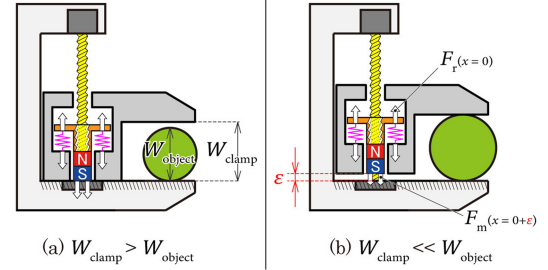 N
S
W_object
W_clamp
(a) W_clamp > W_object
F_r(x=0)
N
S
ε
F_m(x=0+ε)
(b) W_clamp << W_object